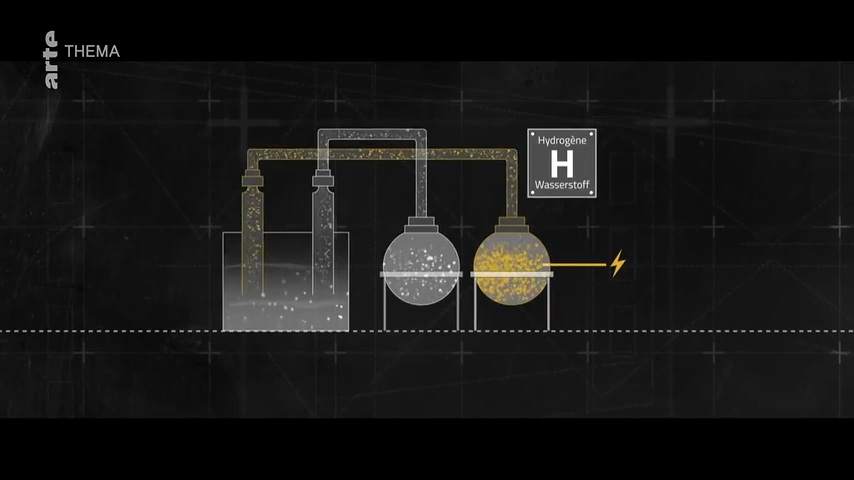 arte
THEMA
Hydrogène
H
Wasserstoff